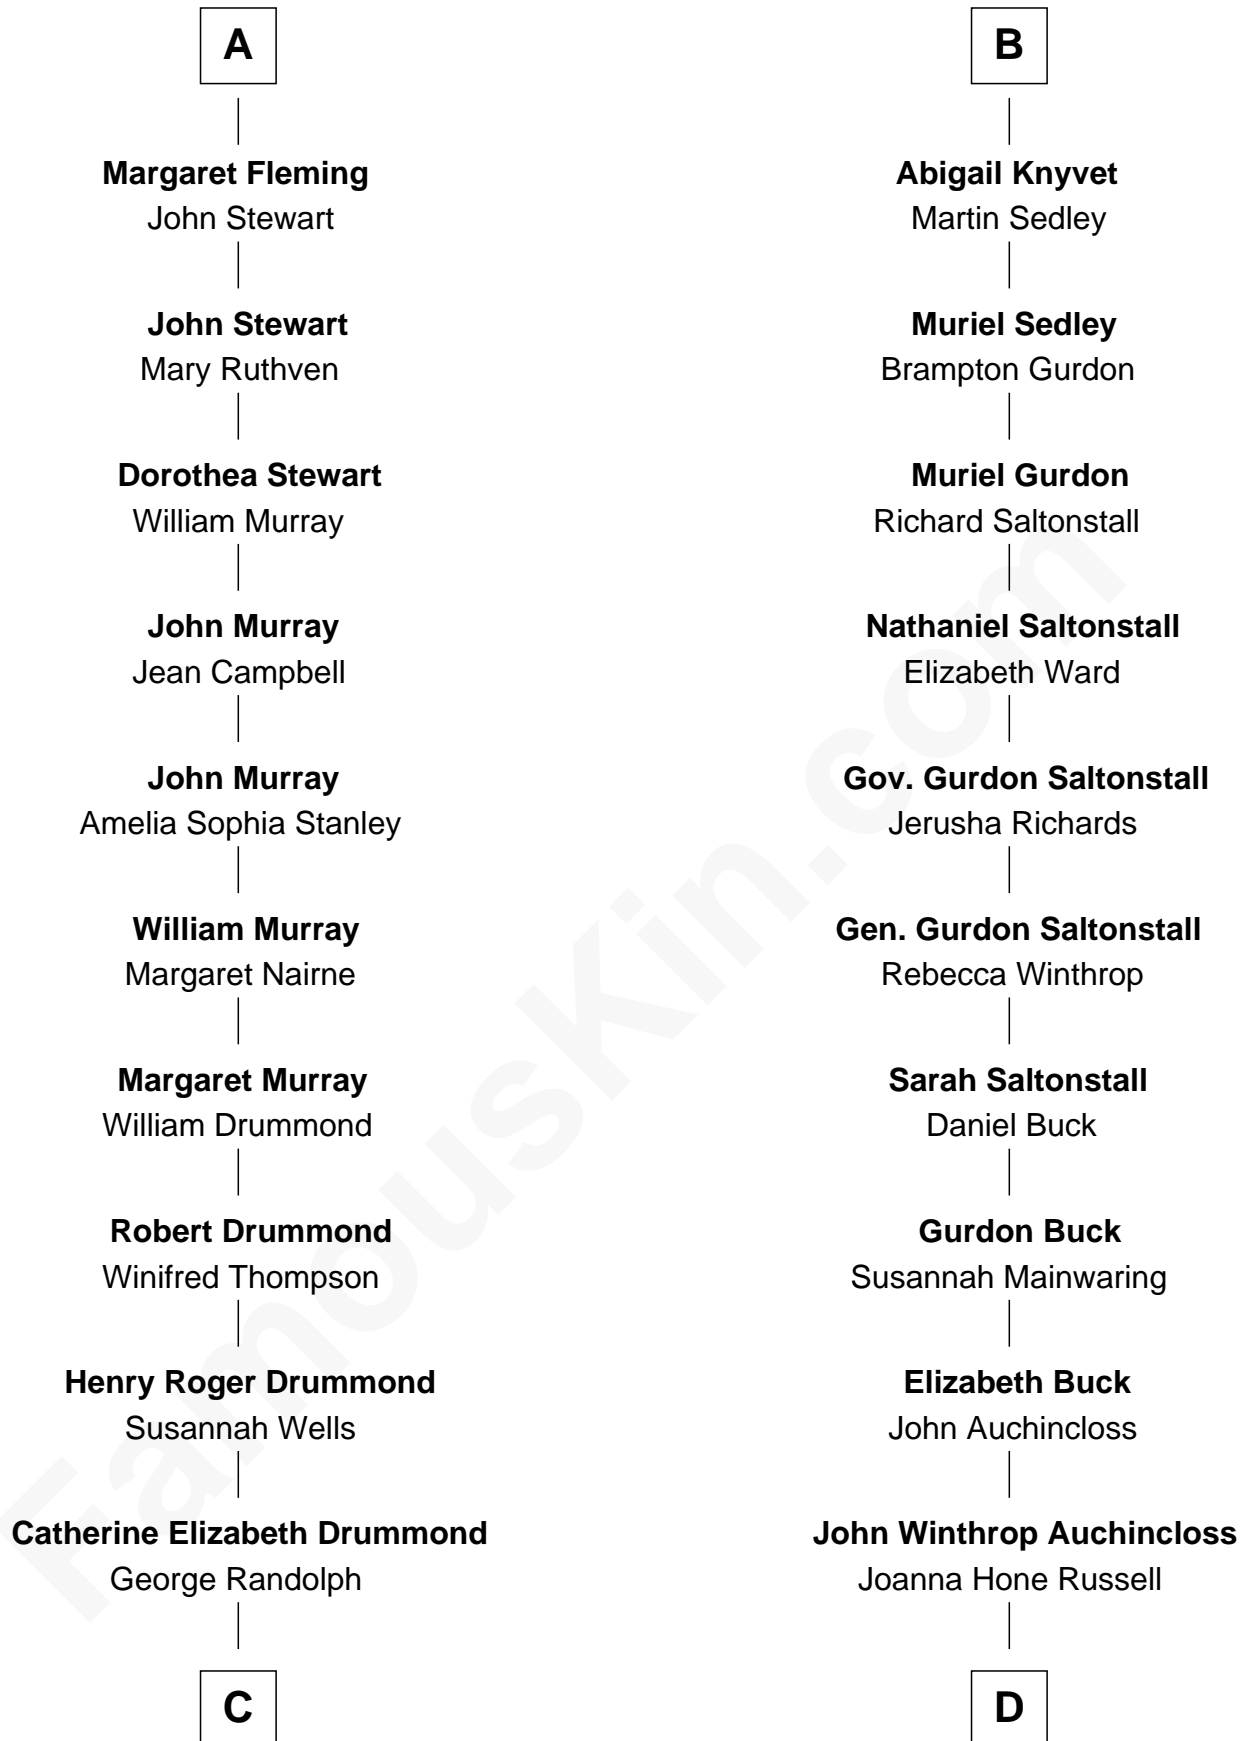 A
Margaret Fleming
John Stewart
John Stewart
Mary Ruthven
Dorothea Stewart
William Murray
John Murray
Jean Campbell
John Murray
Amelia Sophia Stanley
William Murray
Margaret Nairne
Margaret Murray
William Drummond
Robert Drummond
Winifred Thompson
Henry Roger Drummond
Susannah Wells
Catherine Elizabeth Drummond
George Randolph
C
B
Abigail Knyvet
Martin Sedley
Muriel Sedley
Brampton Gurdon
Muriel Gurdon
Richard Saltonstall
Nathaniel Saltonstall
Elizabeth Ward
Gov. Gurdon Saltonstall
Jerusha Richards
Gen. Gurdon Saltonstall
Rebecca Winthrop
Sarah Saltonstall
Daniel Buck
Gurdon Buck
Susannah Mainwaring
Elizabeth Buck
John Auchincloss
John Winthrop Auchincloss
Joanna Hone Russell
D
FamousKin.com